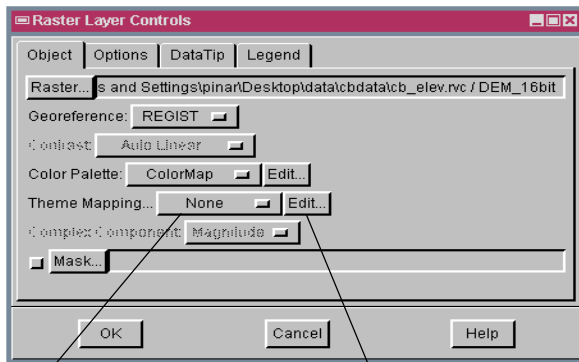 Raster Layer Controls
Object Options DataTip Legend
Raster... s and Settings\pinar\Desktop\data\cbdata\cb_elev.rvc / DEM_16bit
Georeference: REGIST
Contrast: Auto Linear
Color Palette: ColorMap Edit...
Theme Mapping... None Edit...
Complex Component: Magnitude
Mask...
OK Cancel Help